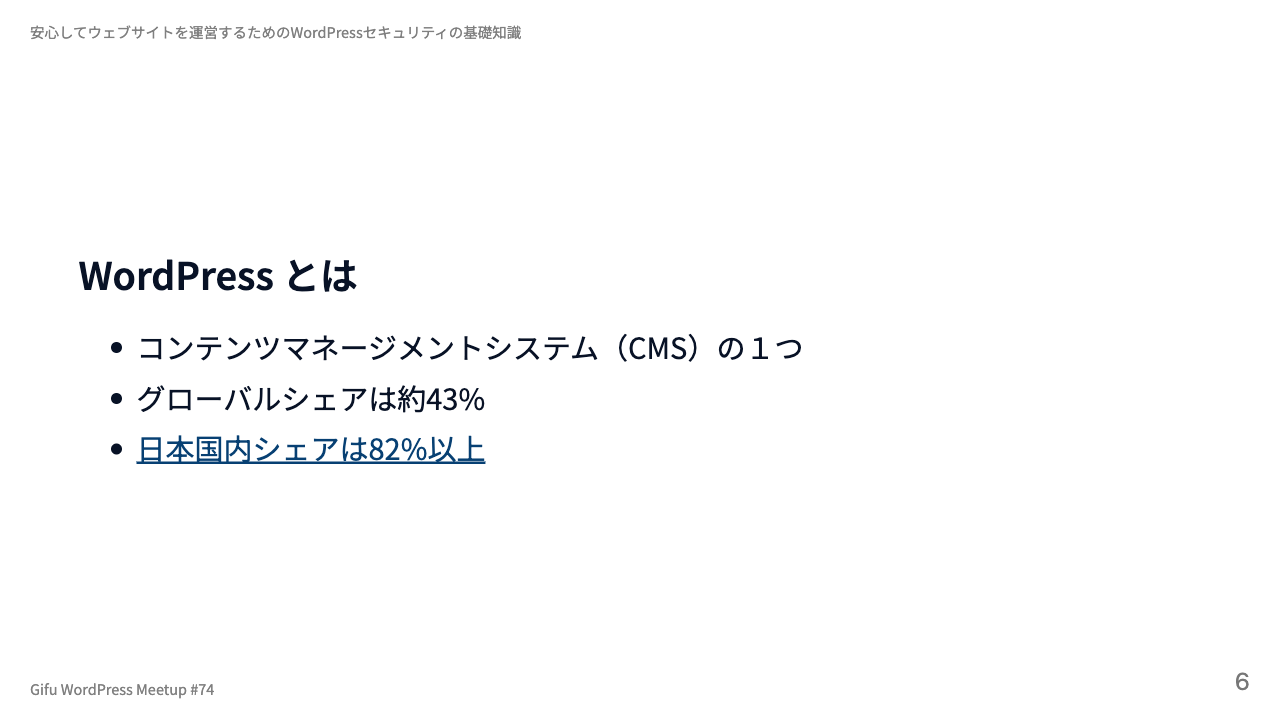 安心してウェブサイトを運営するためのWordPressセキュリティの基礎知識
WordPress とは
• コンテンツマネージメントシステム（CMS）の１つ
• グローバルシェアは約43%
• 日本国内シェアは82%以上
Gifu WordPress Meetup #74
6